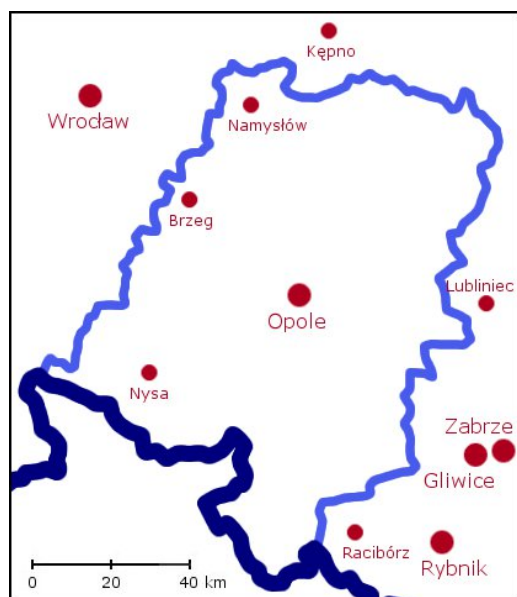 Kępno
Wrocław
Namysłów
Brzeg
Lubliniec
Opole
Nysa
Zabrze
Gliwice
Racibórz
Rybnik
0 20 40 km